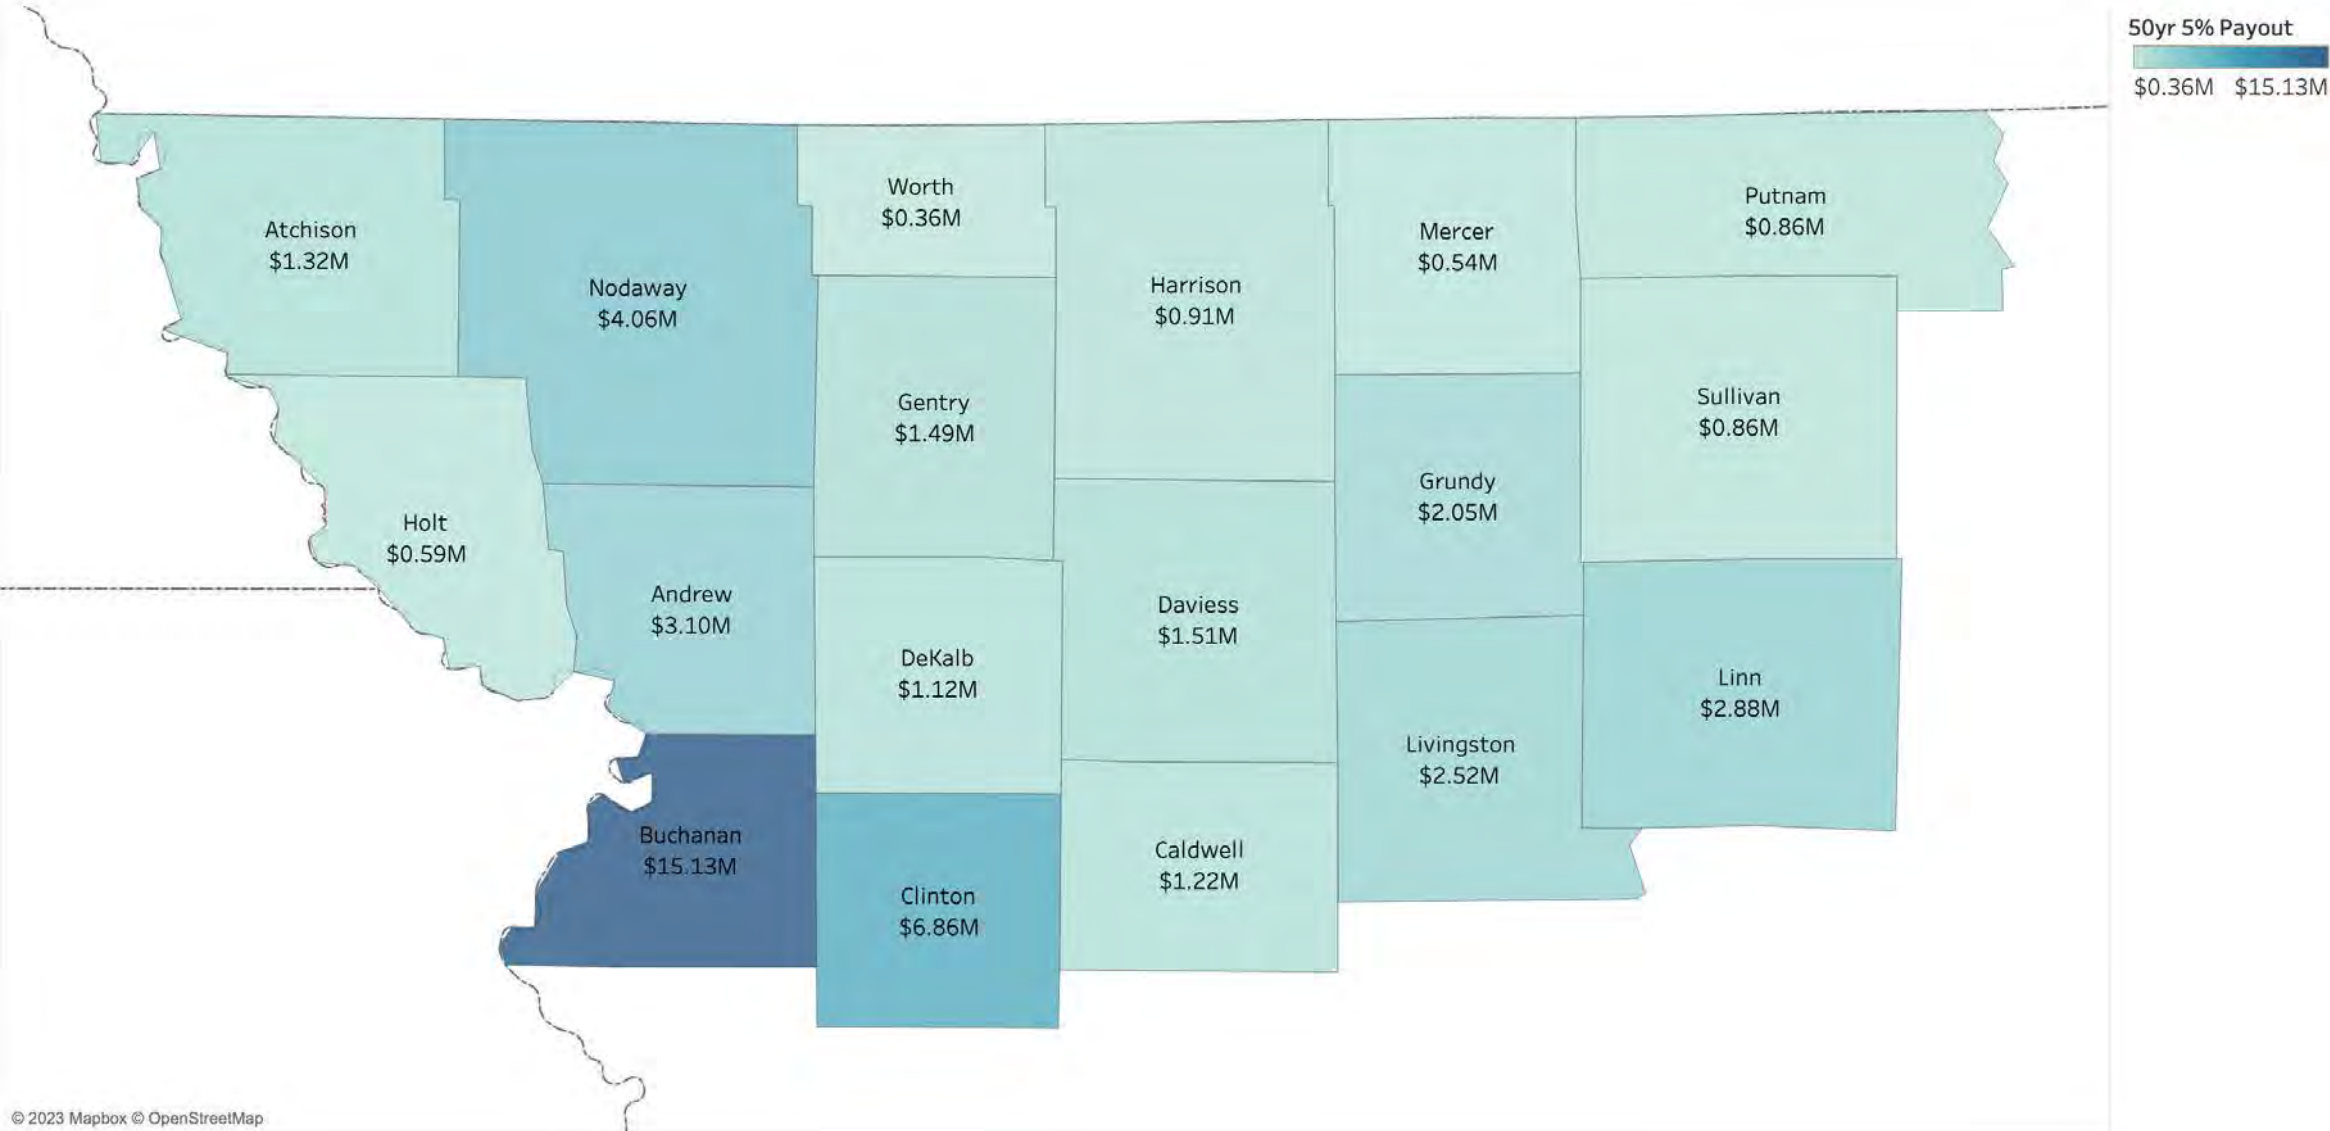 50yr 5% Payout
$0.36M $15.13M
Atchison
$1.32M
Nodaway
$4.06M
Worth
$0.36M
Harrison
$0.91M
Mercer
$0.54M
Putnam
$0.86M
Gentry
$1.49M
Sullivan
$0.86M
Grundy
$2.05M
Holt
$0.59M
Andrew
$3.10M
DeKalb
$1.12M
Daviess
$1.51M
Linn
$2.88M
Livingston
$2.52M
Buchanan
$15.13M
Clinton
$6.86M
Caldwell
$1.22M
© 2023 Mapbox © OpenStreetMap